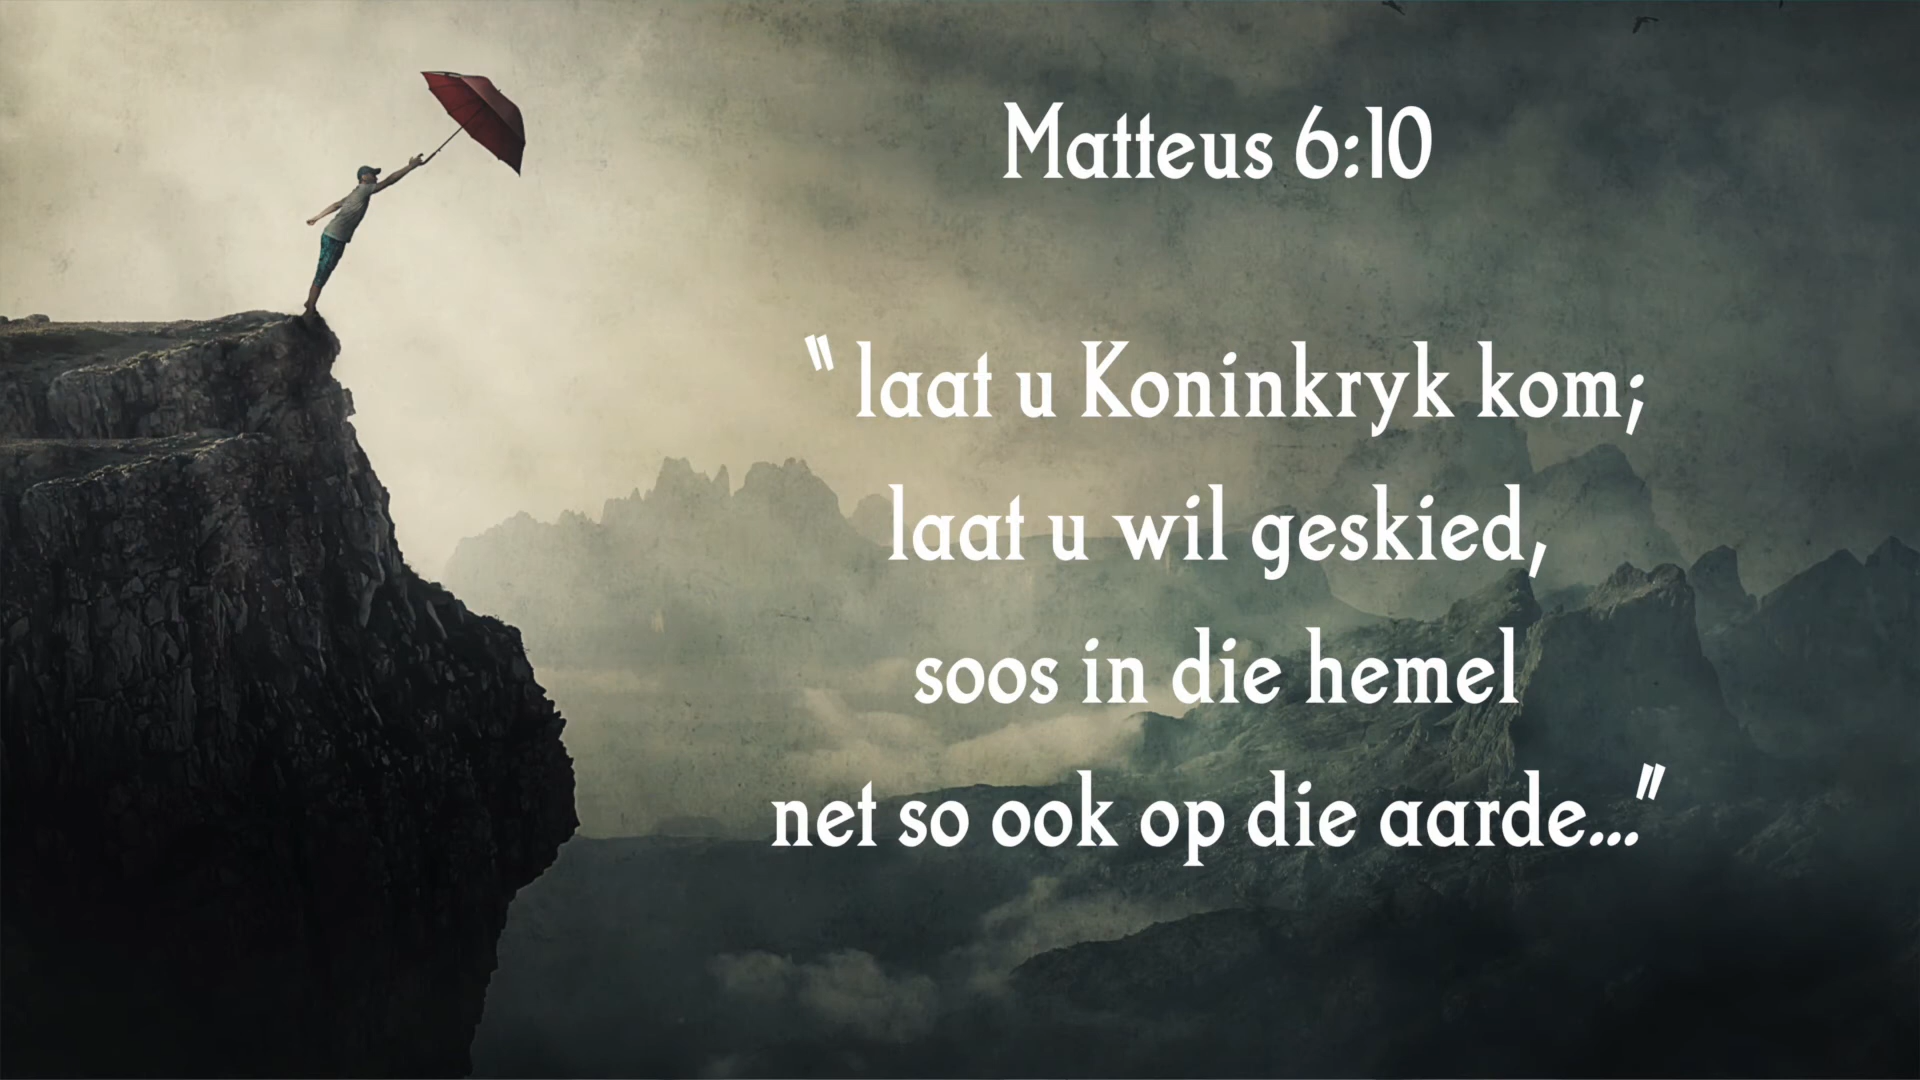 Matteus 6:10
"laat u Koninkryk kom;
laat u wil geskied,
soos in die hemel
net so ook op die aarde..."